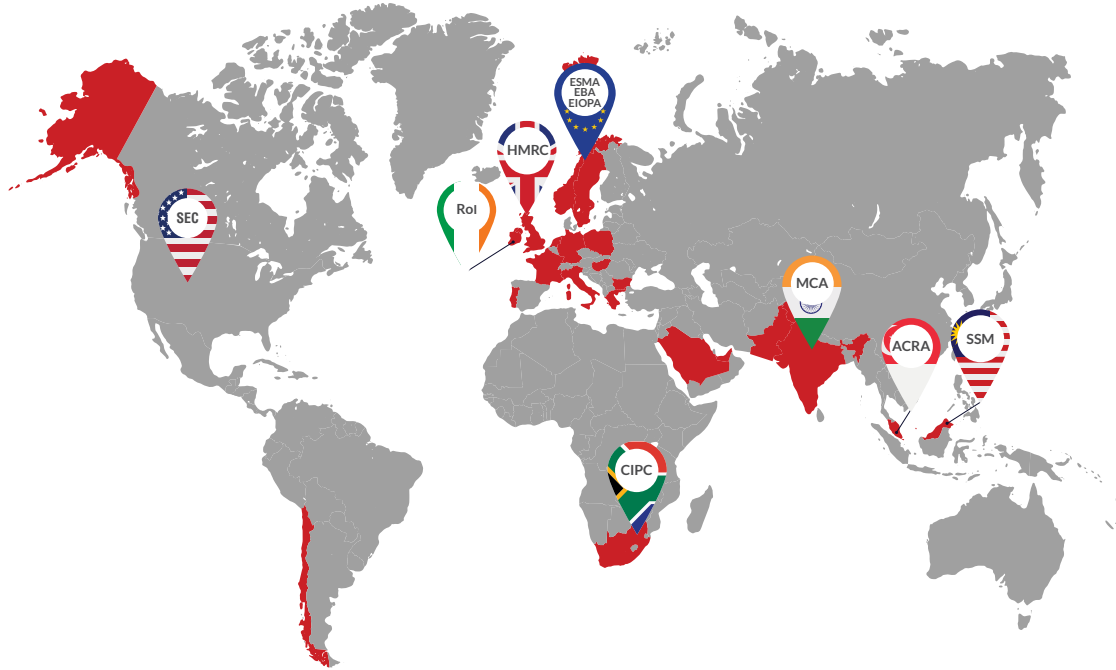 ESMA
EBA
EIOPA
HMRC
RoI
SEC
MCA
ACRA
SSM
CIPC